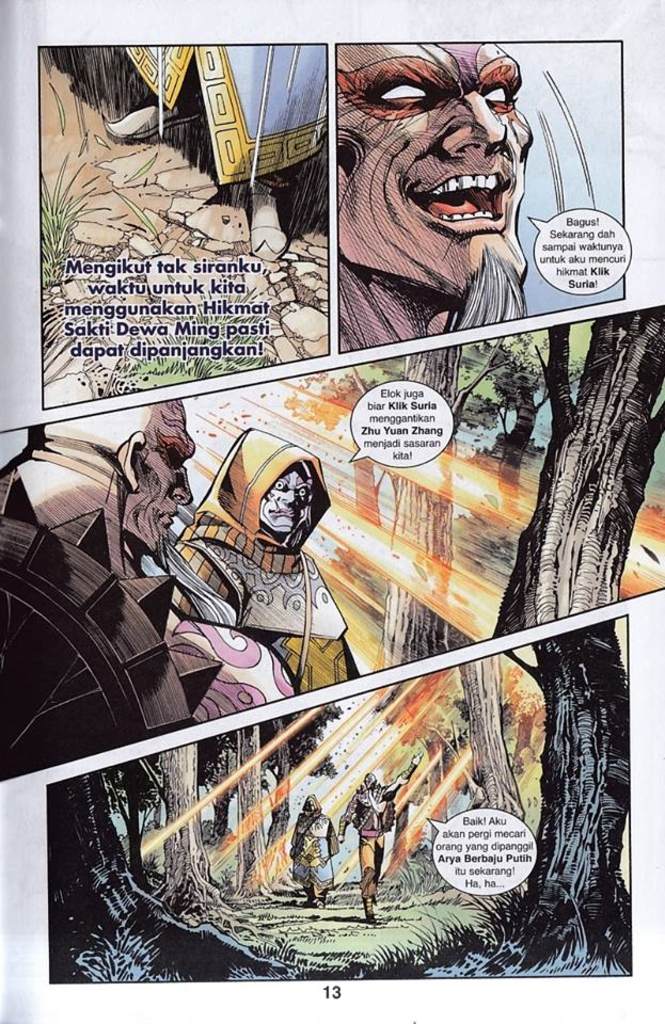 Mengikut tak siranku,
waktu untuk kita
menggunakan Hikmat
Sakti Dewa Ming pasti
dapat dipanjangkan!
Bagus!
Sekarang dah
sampai waktunya
untuk aku mencuri
hikmat Klik
Suria!
Elok juga
biar Klik Suria
menggantikan
Zhu Yuan Zhang
menjadi sasaran
kita!
Baik! Aku
akan pergi mecari
orang yang dipanggil
Arya Berbaju Putih
itu sekarang!
Ha, ha...
13